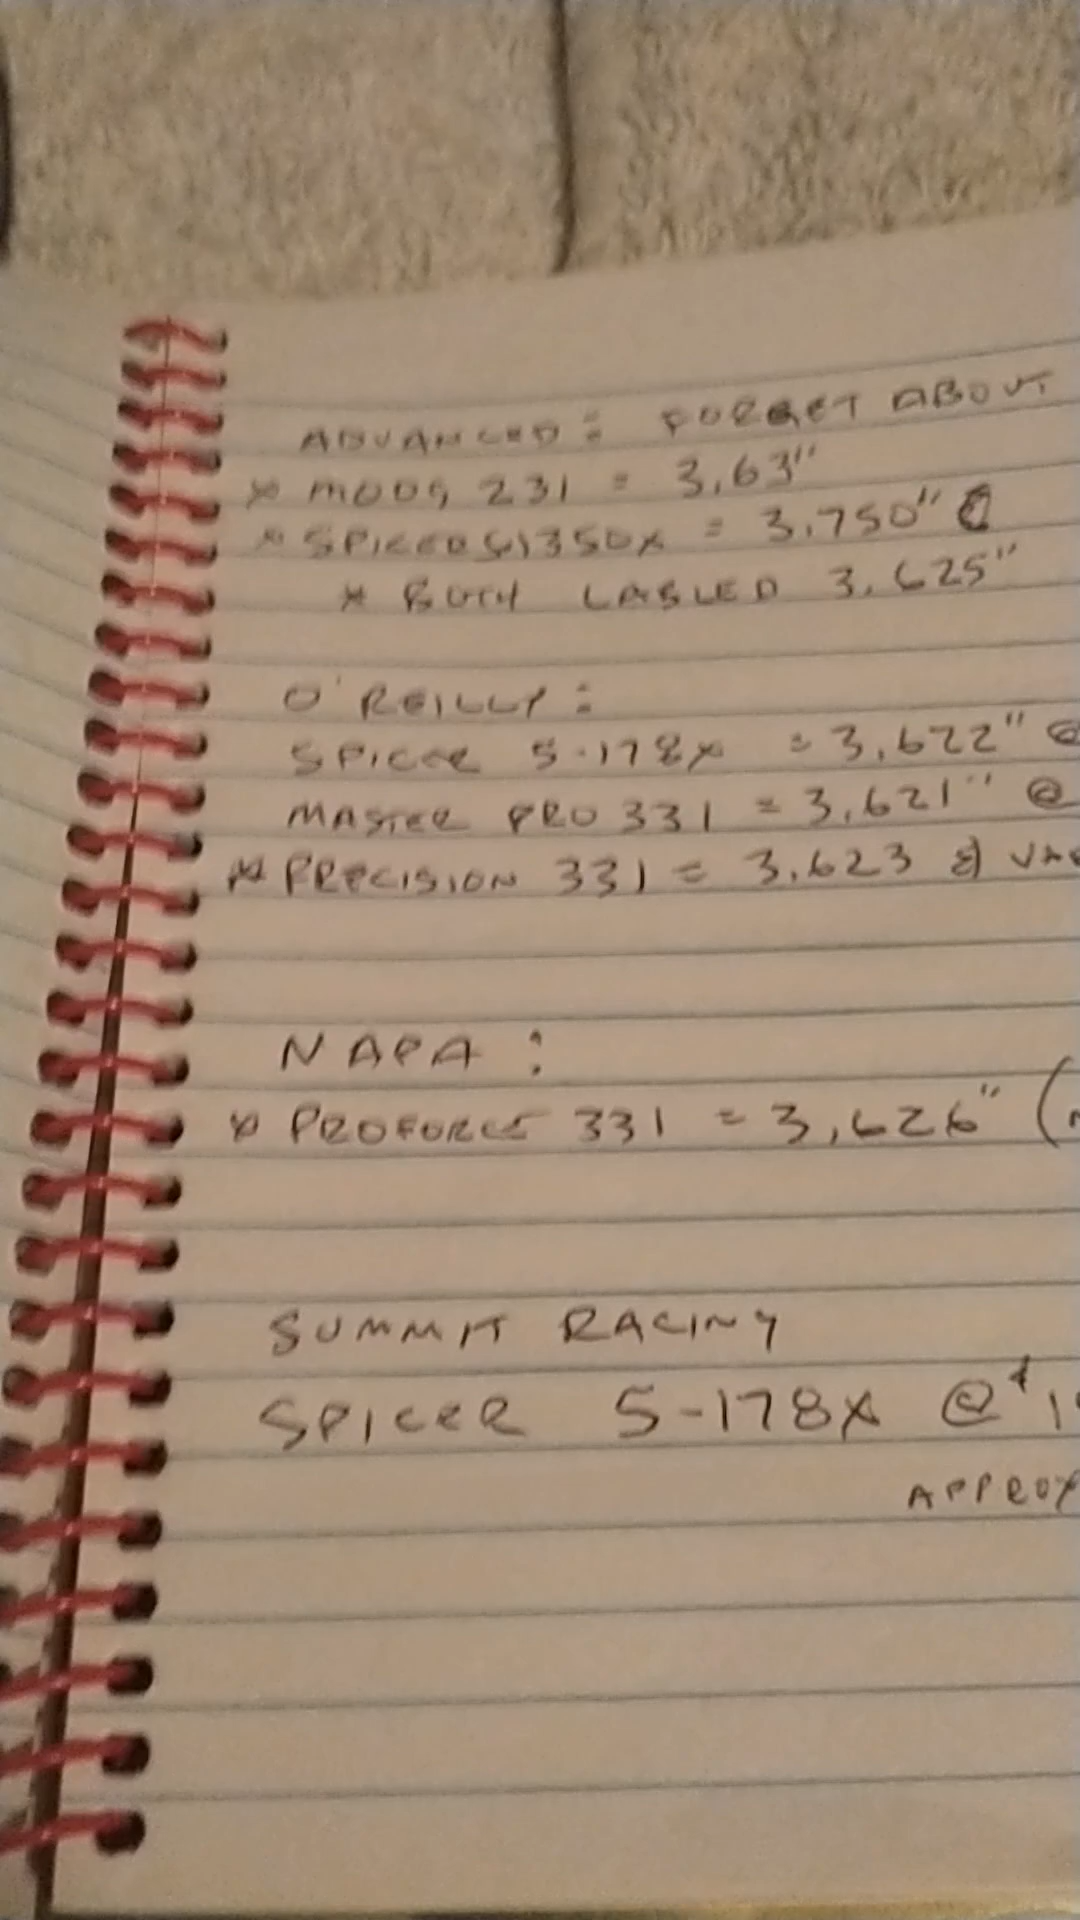 ADVANCED: FORGET ABOUT
* MOOG 231 = 3.63"
* SPICER 5-1350X = 3.750" @
* BOTH LABLED 3.625"
O'REILLY:
SPICER 5-178X = 3.622" @
MASTER PRO 331 = 3.621" @
* PRECISION 331 = 3.623 &
NAPA:
* PROFORCE 331 = 3.626" (
SUMMIT RACING
SPICER 5-178X @ $1
APPROX